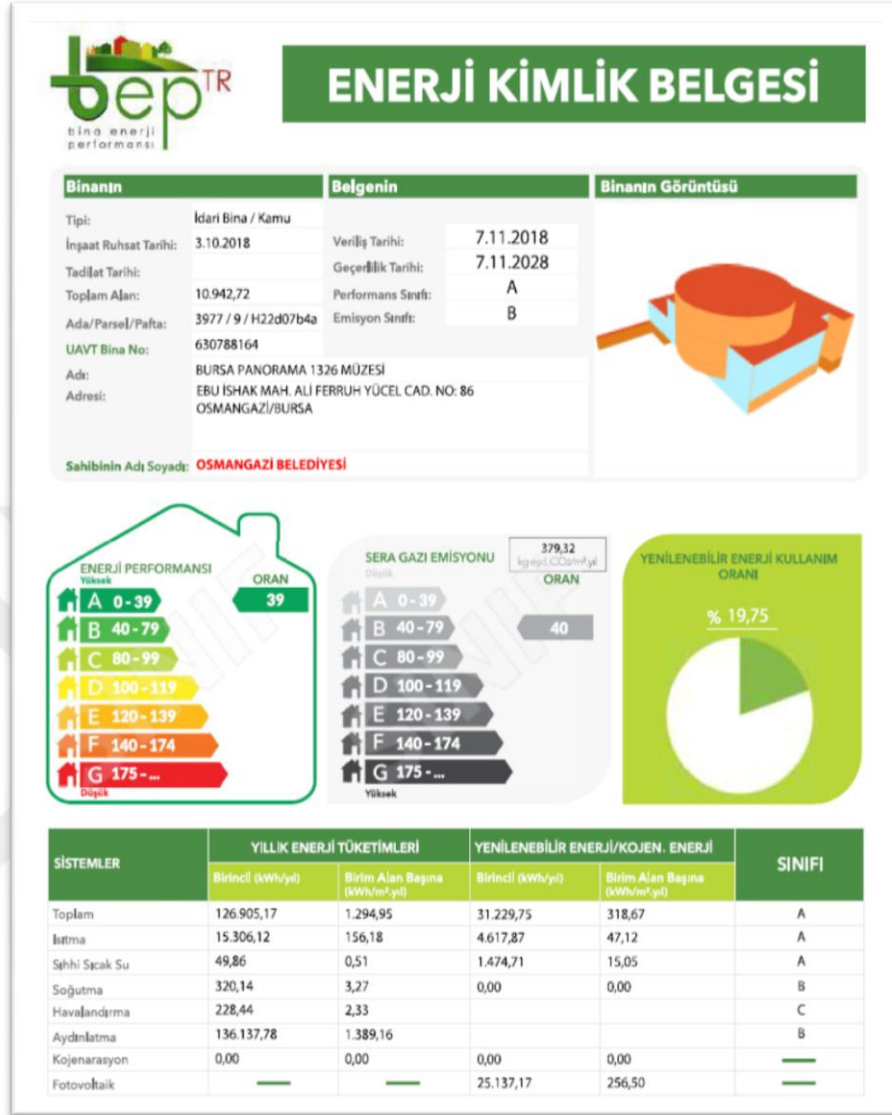 bep TR
bina enerji
performansı
ENERJİ KİMLİK BELGESİ
Binanın
Tipi: İdari Bina / Kamu
İnşaat Ruhsat Tarihi: 3.10.2018
Tadilat Tarihi:
Toplam Alan: 10.942,72
Ada/Parsel/Pafta: 3977 / 9 / H22d07b4a
UAVT Bina No: 630788164
Adı: BURSA PANORAMA 1326 MÜZESİ
Adresi: EBU İSHAK MAH. ALİ FERRUH YÜCEL CAD. NO: 86
OSMANGAZİ/BURSA
Sahibinin Adı Soyadı: OSMANGAZİ BELEDİYESİ
Belgenin
Veriliş Tarihi: 7.11.2018
Geçerlilik Tarihi: 7.11.2028
Performans Sınıfı: A
Emisyon Sınıfı: B
Binanın Görüntüsü
ENERJİ PERFORMANSI
Yüksek
ORAN
A 0-39 39
B 40-79
C 80-99
D 100-119
E 120-139
F 140-174
G 175-...
Düşük
SERA GAZI EMİSYONU
Düşük
379,32
kg eşd. CO2/m².yıl
ORAN
A 0-39
B 40-79 40
C 80-99
D 100-119
E 120-139
F 140-174
G 175-...
Yüksek
YENİLENEBİLİR ENERJİ KULLANIM
ORANI
% 19,75
SİSTEMLER YILLIK ENERJİ TÜKETİMLERİ YENİLENEBİLİR ENERJİ/KOJEN. ENERJİ SINIFI
Birincil (kWh/yıl) Birim Alan Başına (kWh/m².yıl) Birincil (kWh/yıl) Birim Alan Başına (kWh/m².yıl)
Toplam 126.905,17 1.294,95 31.229,75 318,67 A
Isıtma 15.306,12 156,18 4.617,87 47,12 A
Sıhhi Sıcak Su 49,86 0,51 1.474,71 15,05 A
Soğutma 320,14 3,27 0,00 0,00 B
Havalandırma 228,44 2,33 C
Aydınlatma 136.137,78 1.389,16 B
Kojenarasyon 0,00 0,00 0,00 0,00
Fotovoltaik 25.137,17 256,50